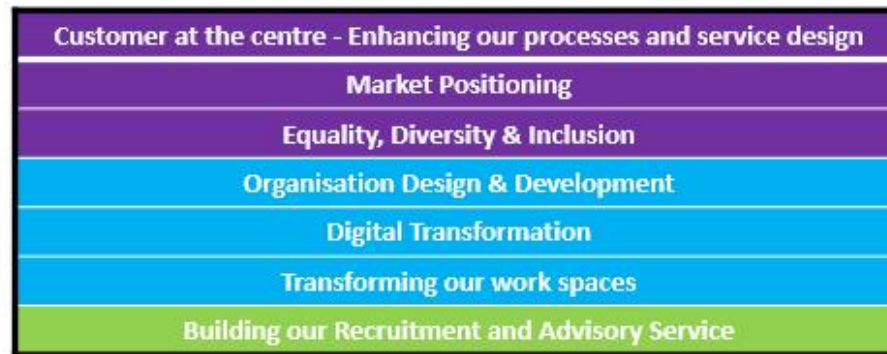 Customer at the centre - Enhancing our processes and service design
Market Positioning
Equality, Diversity & Inclusion
Organisation Design & Development
Digital Transformation
Transforming our work spaces
Building our Recruitment and Advisory Service